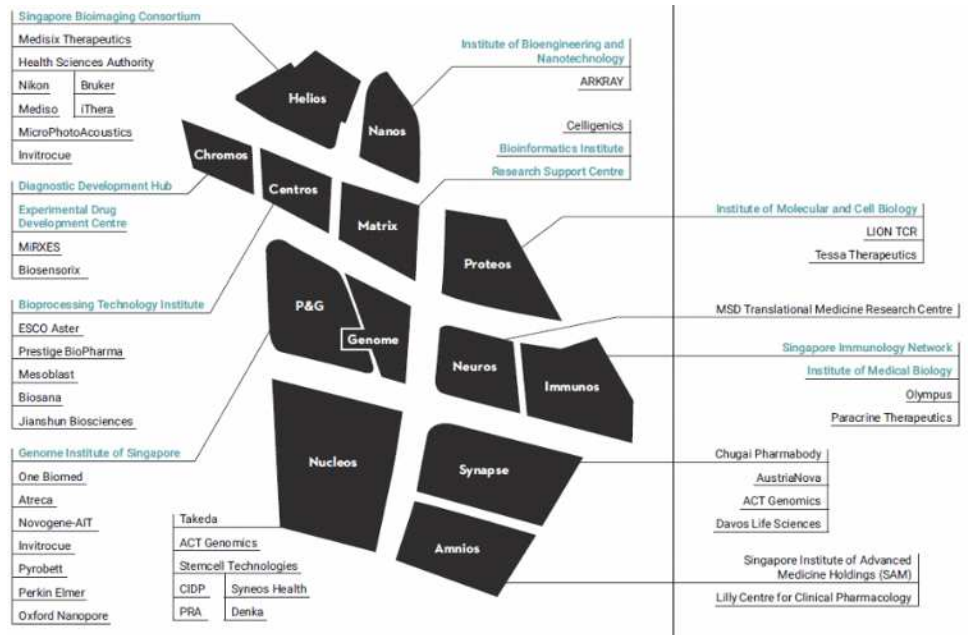 Singapore Bioimaging Consortium
Medisix Therapeutics
Health Sciences Authority
Nikon
Bruker
Mediso
iThera
MicroPhotoAcoustics
Invitrocue
Diagnostic Development Hub
Experimental Drug
Development Centre
MiRXES
Biosensorix
Bioprocessing Technology Institute
ESCO Aster
Prestige BioPharma
Mesoblast
Biosana
Jianshun Biosciences
Genome Institute of Singapore
One Biomed
Atreca
Novogene-AIT
Invitrocue
Pyrobett
Perkin Elmer
Oxford Nanopore
Takeda
ACT Genomics
Stemcell Technologies
CIDP
Syneos Health
PRA
Denka
Helios
Nanos
Chromos
Centros
Matrix
Proteos
P&G
Genome
Neuros
Immunos
Nucleos
Synapse
Amnios
Institute of Bioengineering and
Nanotechnology
ARKRAY
Celligenics
Bioinformatics Institute
Research Support Centre
Institute of Molecular and Cell Biology
LION TCR
Tessa Therapeutics
MSD Translational Medicine Research Centre
Singapore Immunology Network
Institute of Medical Biology
Olympus
Paracrine Therapeutics
Chugai Pharmabody
AustriaNova
ACT Genomics
Davos Life Sciences
Singapore Institute of Advanced
Medicine Holdings (SAM)
Lilly Centre for Clinical Pharmacology